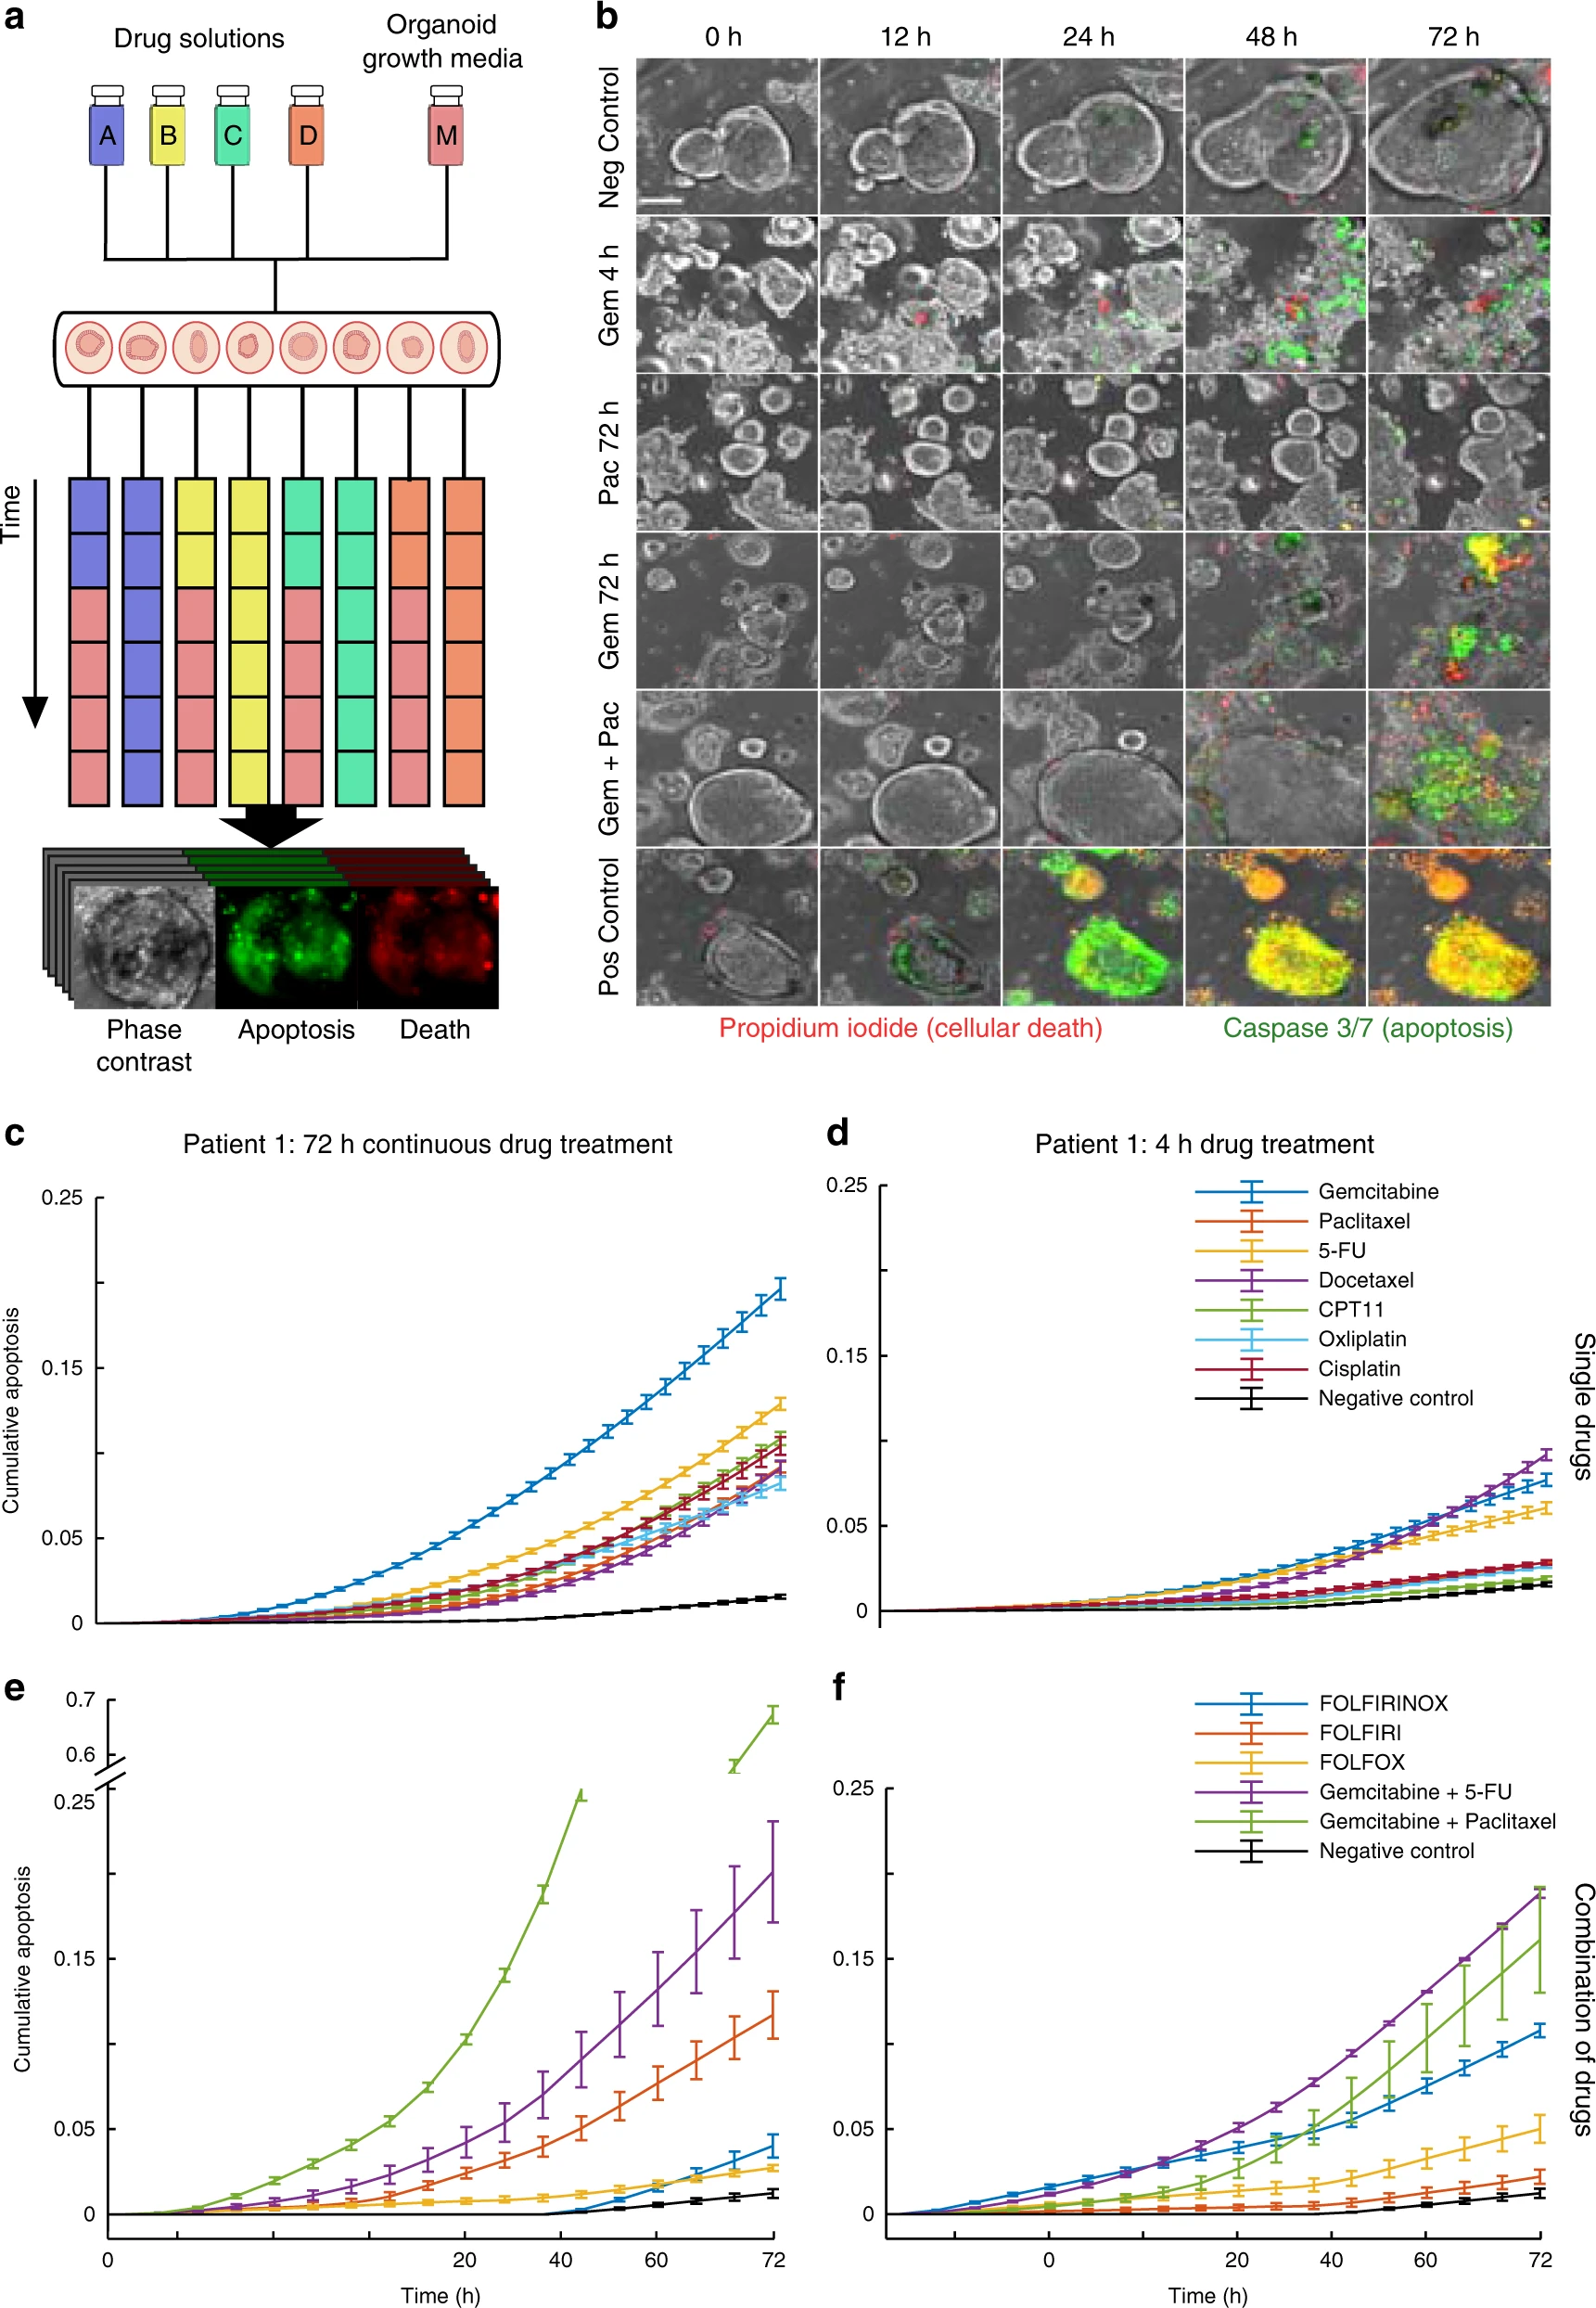 a
Drug solutions
Organoid
growth media
A
B
C
D
M
Time
Phase
contrast
Apoptosis
Death
b
0 h
12 h
24 h
48 h
72 h
Neg Control
Gem 4 h
Pac 72 h
Gem 72 h
Gem + Pac
Pos Control
Propidium iodide (cellular death)
Caspase 3/7 (apoptosis)
c
Patient 1: 72 h continuous drug treatment
Cumulative apoptosis
0.25
0.15
0.05
0
d
Patient 1: 4 h drug treatment
0.25
0.15
0.05
0
Gemcitabine
Paclitaxel
5-FU
Docetaxel
CPT11
Oxliplatin
Cisplatin
Negative control
Single drugs
e
Cumulative apoptosis
0.7
0.6
0.25
0.15
0.05
0
0
20
40
60
72
Time (h)
f
0.25
0.15
0.05
0
FOLFIRINOX
FOLFIRI
FOLFOX
Gemcitabine + 5-FU
Gemcitabine + Paclitaxel
Negative control
0
20
40
60
72
Time (h)
Combination of drugs